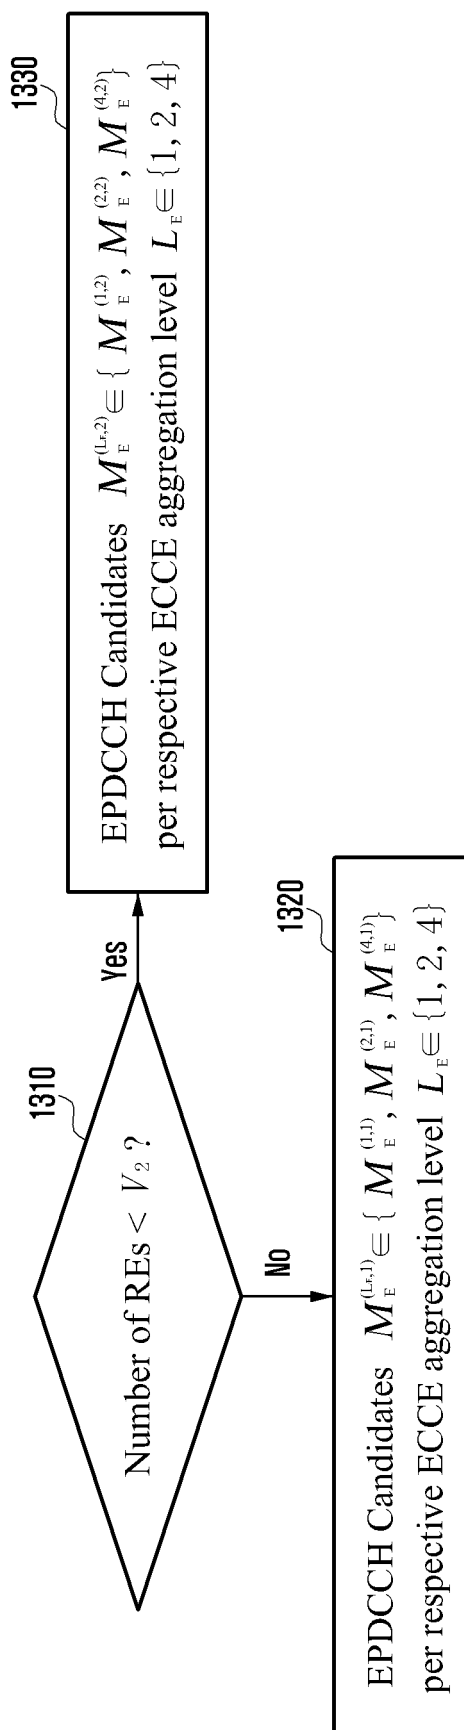 1310
Number of REs < V₂ ?
Yes
No
1330
EPDCCH Candidates M_E^(L_E,2) ∈ { M_E^(1,2), M_E^(2,2), M_E^(4,2)}
per respective ECCE aggregation level L_E ∈ {1, 2, 4}
1320
EPDCCH Candidates M_E^(L_E,1) ∈ { M_E^(1,1), M_E^(2,1), M_E^(4,1)}
per respective ECCE aggregation level L_E ∈ {1, 2, 4}